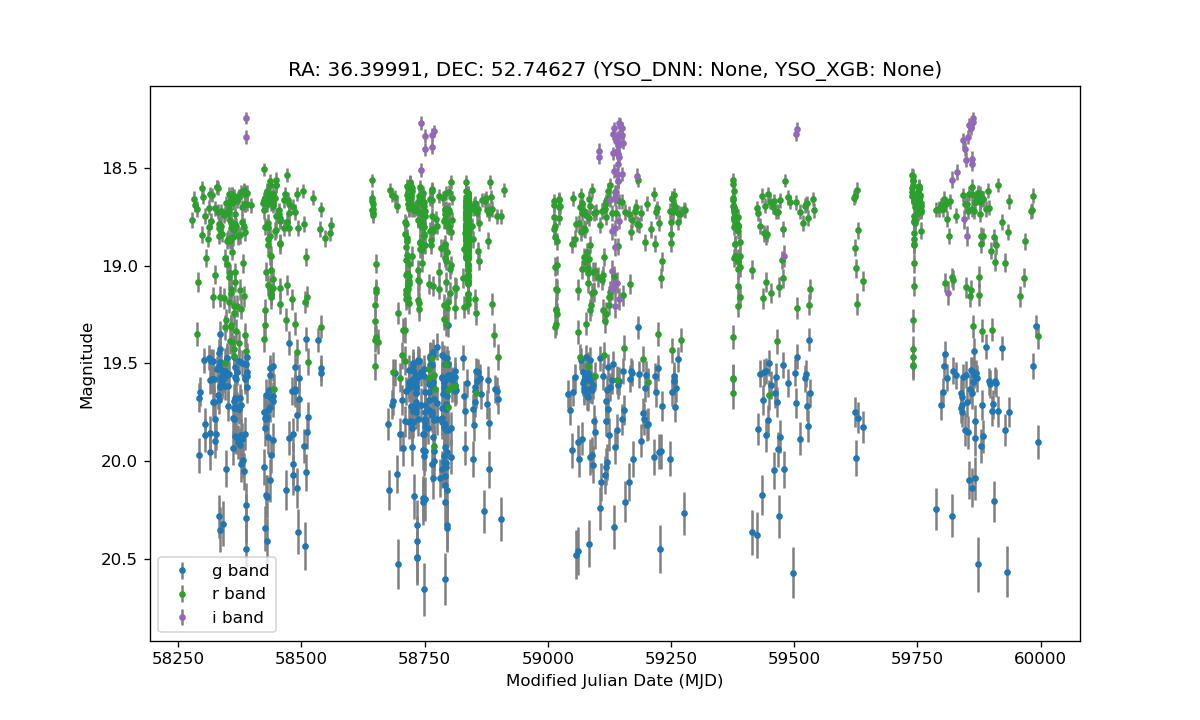 RA: 36.39991, DEC: 52.74627 (YSO_DNN: None, YSO_XGB: None)
Magnitude
18.5
19.0
19.5
20.0
20.5
g band
r band
i band
58250 58500 58750 59000 59250 59500 59750 60000
Modified Julian Date (MJD)